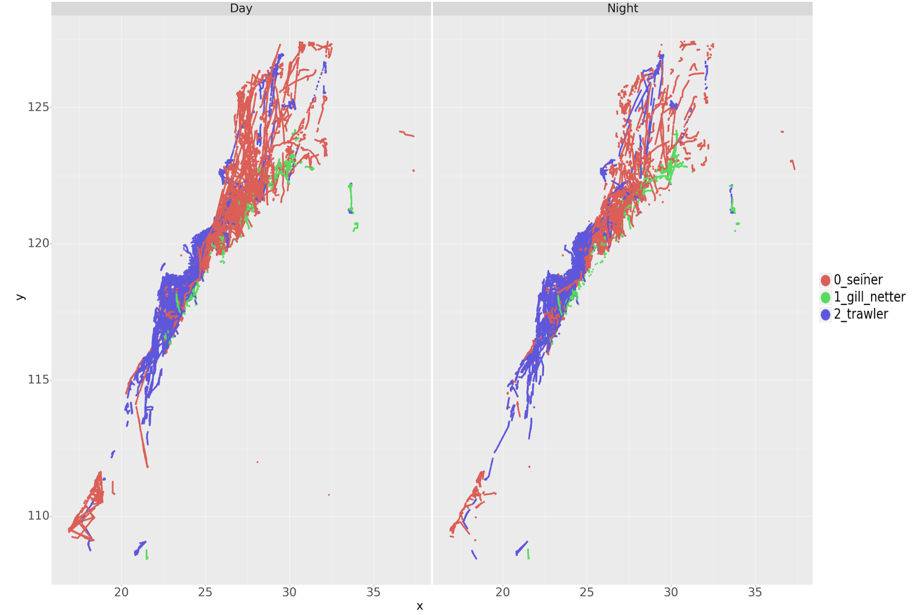 Day Night
125
120
115
110
y
20 25 30 35 20 25 30 35
x
0_seiner
1_gill_netter
2_trawler